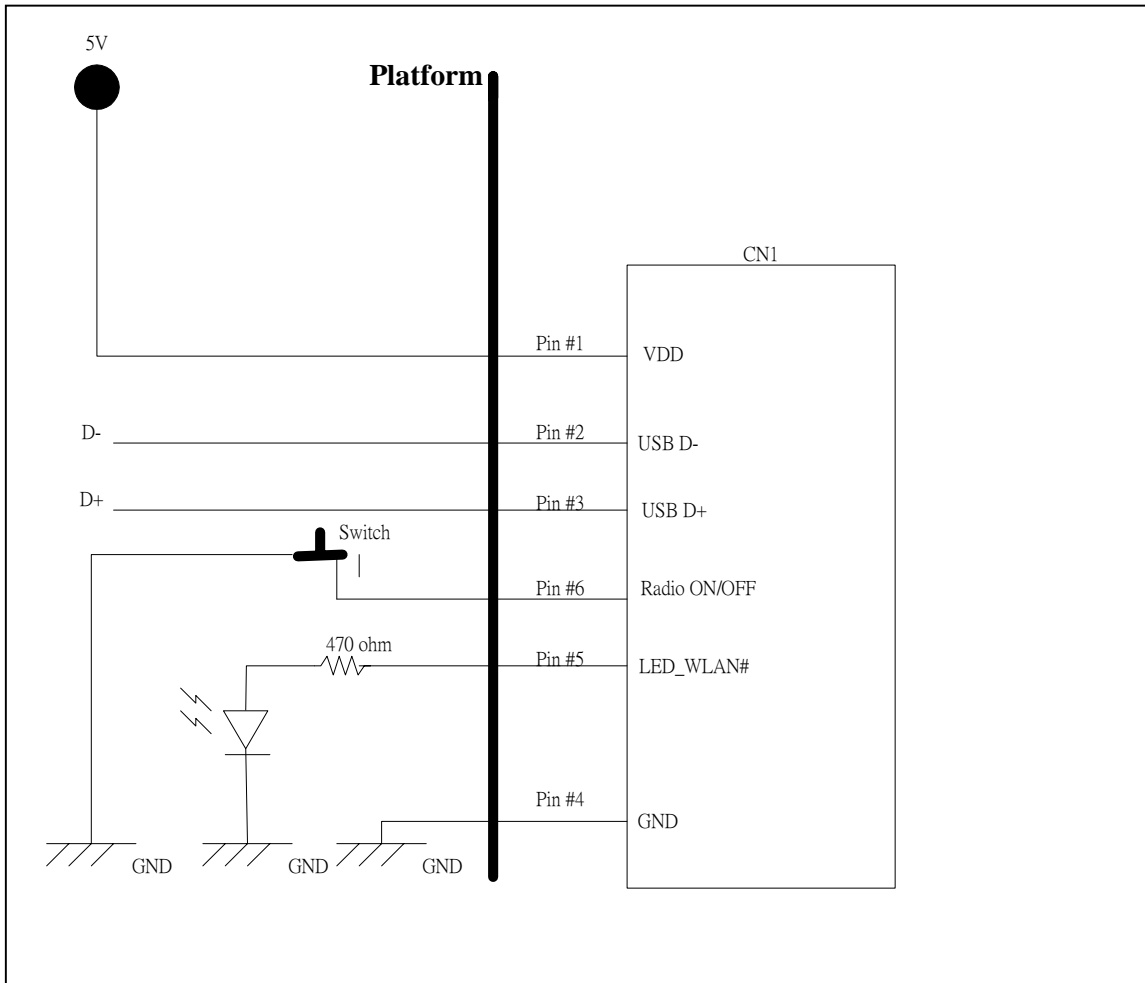 5V
Platform
CN1
Pin #1
VDD
D-
Pin #2
USB D-
D+
Pin #3
USB D+
Switch
Pin #6
Radio ON/OFF
470 ohm
Pin #5
LED_WLAN#
Pin #4
GND
GND
GND
GND